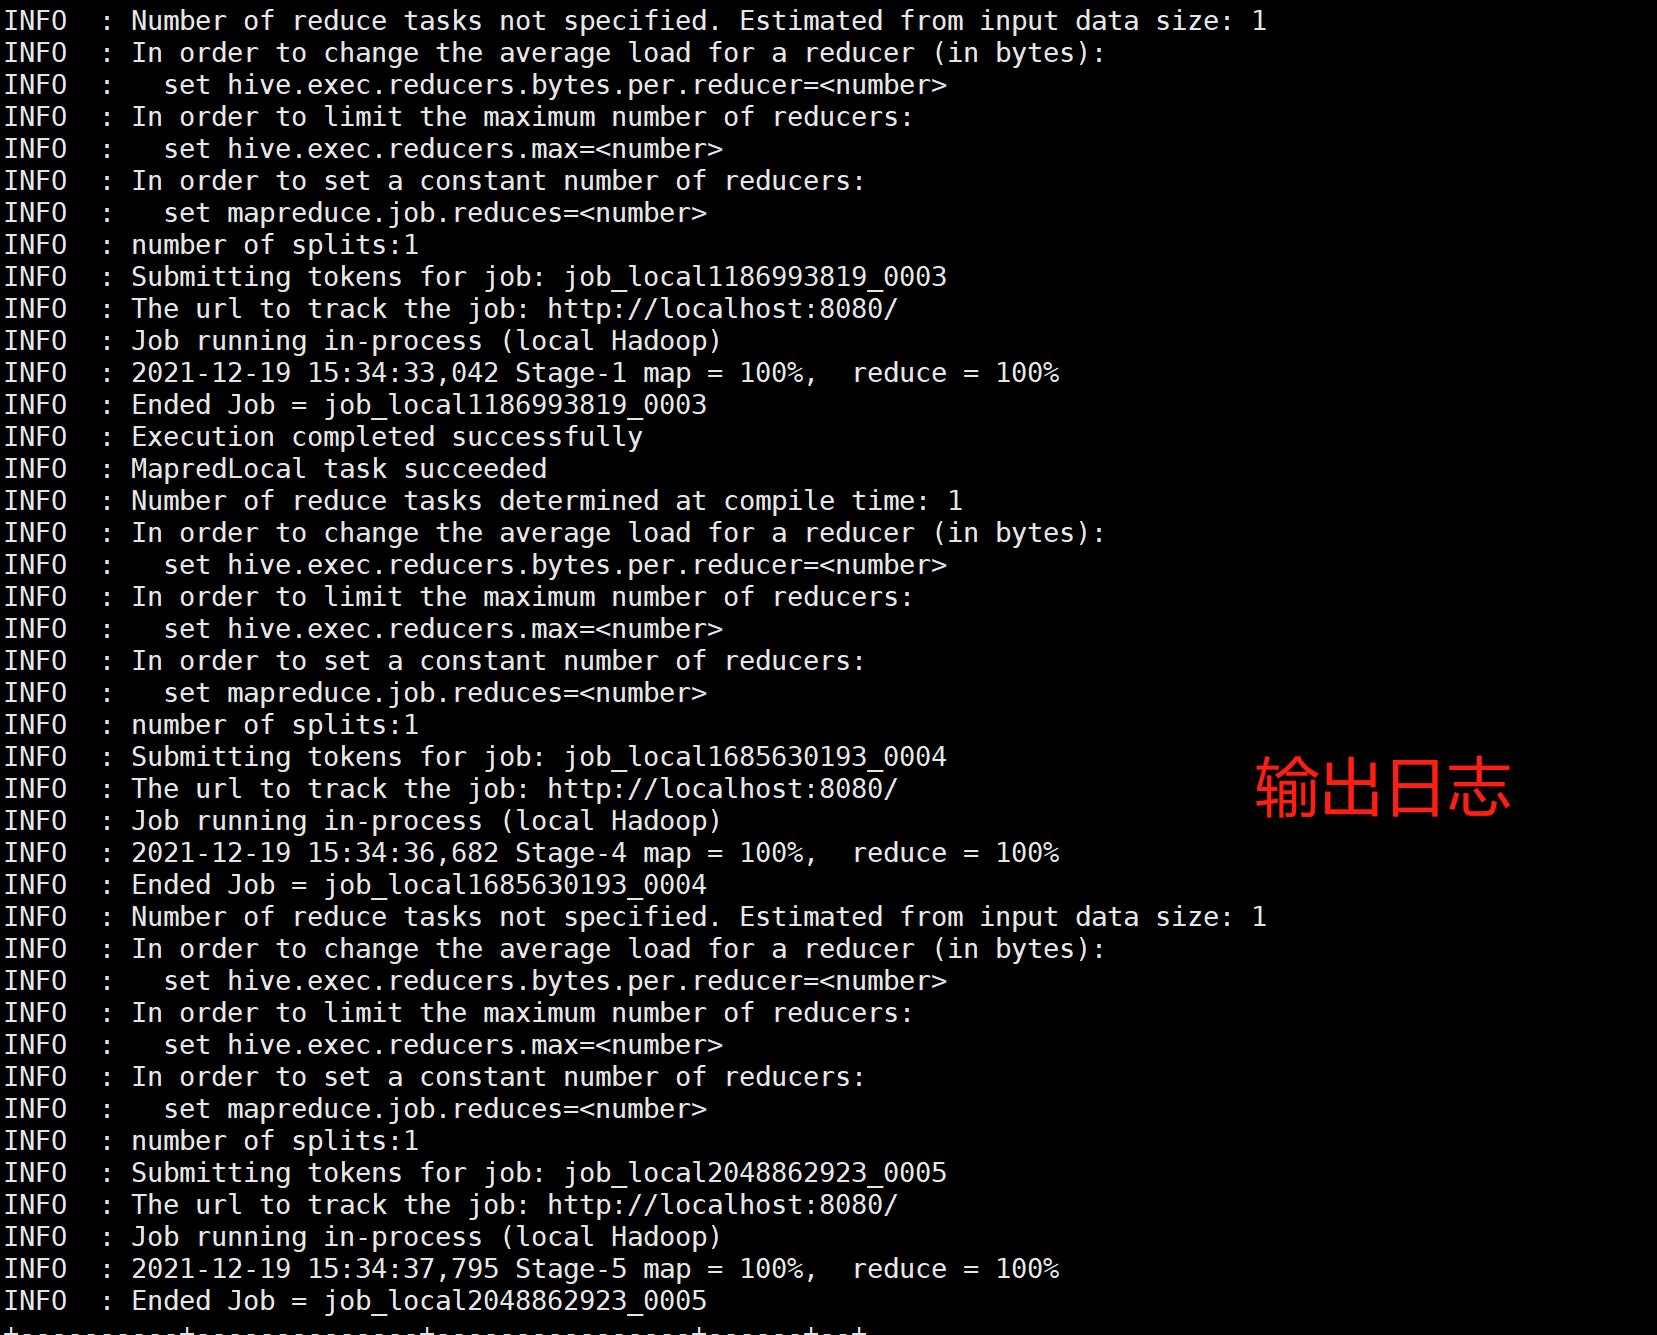 INFO  : Number of reduce tasks not specified. Estimated from input data size: 1
INFO  : In order to change the average load for a reducer (in bytes):
INFO  :   set hive.exec.reducers.bytes.per.reducer=<number>
INFO  : In order to limit the maximum number of reducers:
INFO  :   set hive.exec.reducers.max=<number>
INFO  : In order to set a constant number of reducers:
INFO  :   set mapreduce.job.reduces=<number>
INFO  : number of splits:1
INFO  : Submitting tokens for job: job_local1186993819_0003
INFO  : The url to track the job: http://localhost:8080/
INFO  : Job running in-process (local Hadoop)
INFO  : 2021-12-19 15:34:33,042 Stage-1 map = 100%,  reduce = 100%
INFO  : Ended Job = job_local1186993819_0003
INFO  : Execution completed successfully
INFO  : MapredLocal task succeeded
INFO  : Number of reduce tasks determined at compile time: 1
INFO  : In order to change the average load for a reducer (in bytes):
INFO  :   set hive.exec.reducers.bytes.per.reducer=<number>
INFO  : In order to limit the maximum number of reducers:
INFO  :   set hive.exec.reducers.max=<number>
INFO  : In order to set a constant number of reducers:
INFO  :   set mapreduce.job.reduces=<number>
INFO  : number of splits:1
INFO  : Submitting tokens for job: job_local1685630193_0004
INFO  : The url to track the job: http://localhost:8080/
输出日志
INFO  : Job running in-process (local Hadoop)
INFO  : 2021-12-19 15:34:36,682 Stage-4 map = 100%,  reduce = 100%
INFO  : Ended Job = job_local1685630193_0004
INFO  : Number of reduce tasks not specified. Estimated from input data size: 1
INFO  : In order to change the average load for a reducer (in bytes):
INFO  :   set hive.exec.reducers.bytes.per.reducer=<number>
INFO  : In order to limit the maximum number of reducers:
INFO  :   set hive.exec.reducers.max=<number>
INFO  : In order to set a constant number of reducers:
INFO  :   set mapreduce.job.reduces=<number>
INFO  : number of splits:1
INFO  : Submitting tokens for job: job_local2048862923_0005
INFO  : The url to track the job: http://localhost:8080/
INFO  : Job running in-process (local Hadoop)
INFO  : 2021-12-19 15:34:37,795 Stage-5 map = 100%,  reduce = 100%
INFO  : Ended Job = job_local2048862923_0005
+----------+--------------+----------------+------+--+